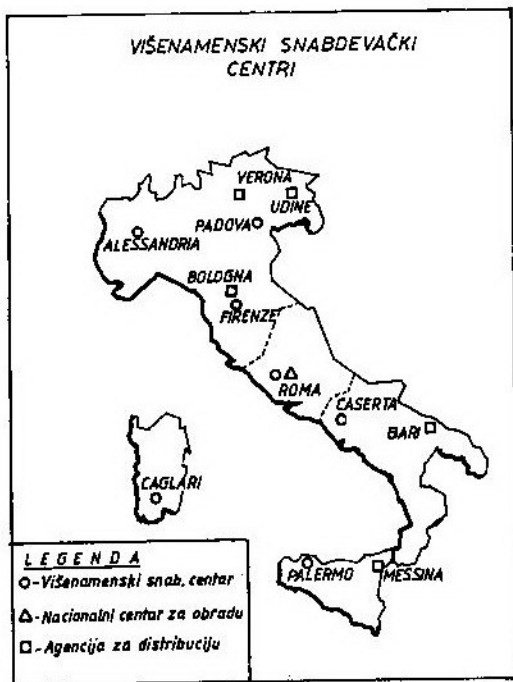 VIŠENAMENSKI SNABDEVAČKI
CENTRI
VERONA
UDINE
PADOVA
ALESSANDRIA
BOLOGNA
FIRENZE
ROMA
CASERTA
BARI
CAGLARI
PALERMO
MESSINA
LEGENDA
-Višenamenski snab, centar
-Nacionalni centar za obradu
-Agencija za distribuciju